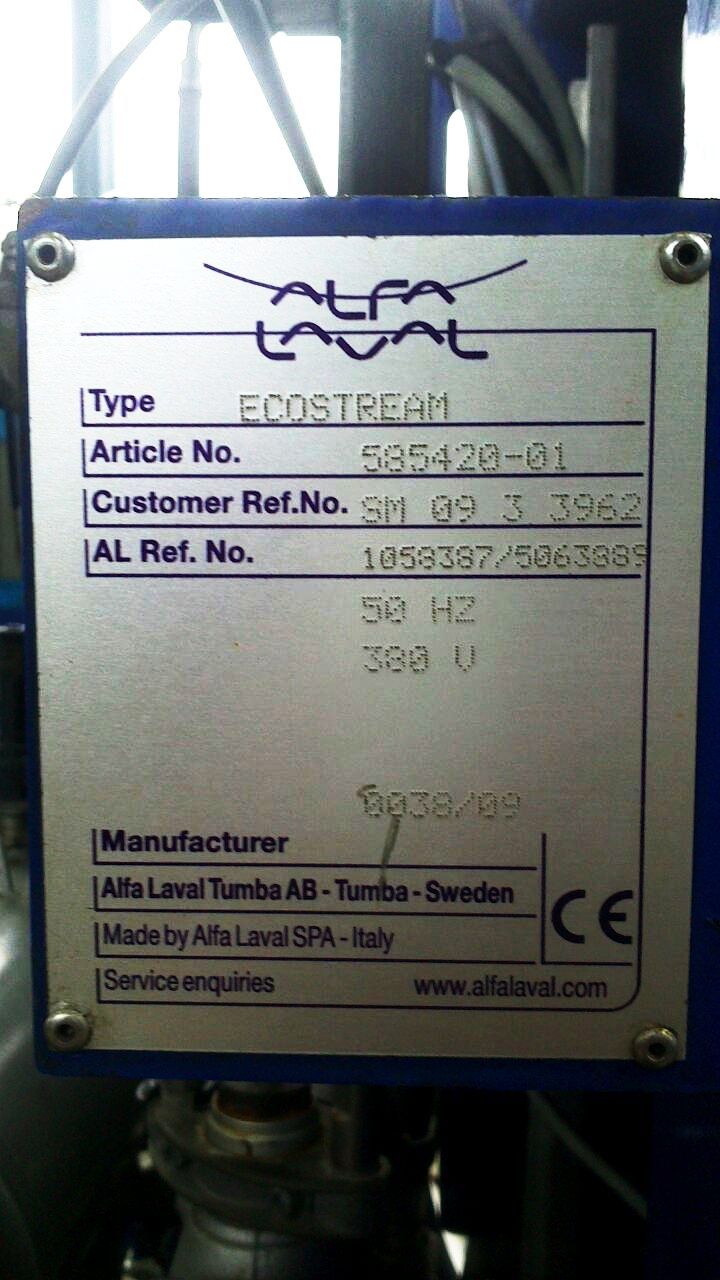 ALFA
LAVAL
Type ECOSTREAM
Article No. 585420-01
Customer Ref.No. SM 09 3 3962
AL Ref. No. 1058387/5063889
50 HZ
380 V
0038/09
Manufacturer
Alfa Laval Tumba AB - Tumba - Sweden
Made by Alfa Laval SPA - Italy
CE
Service enquiries www.alfalaval.com